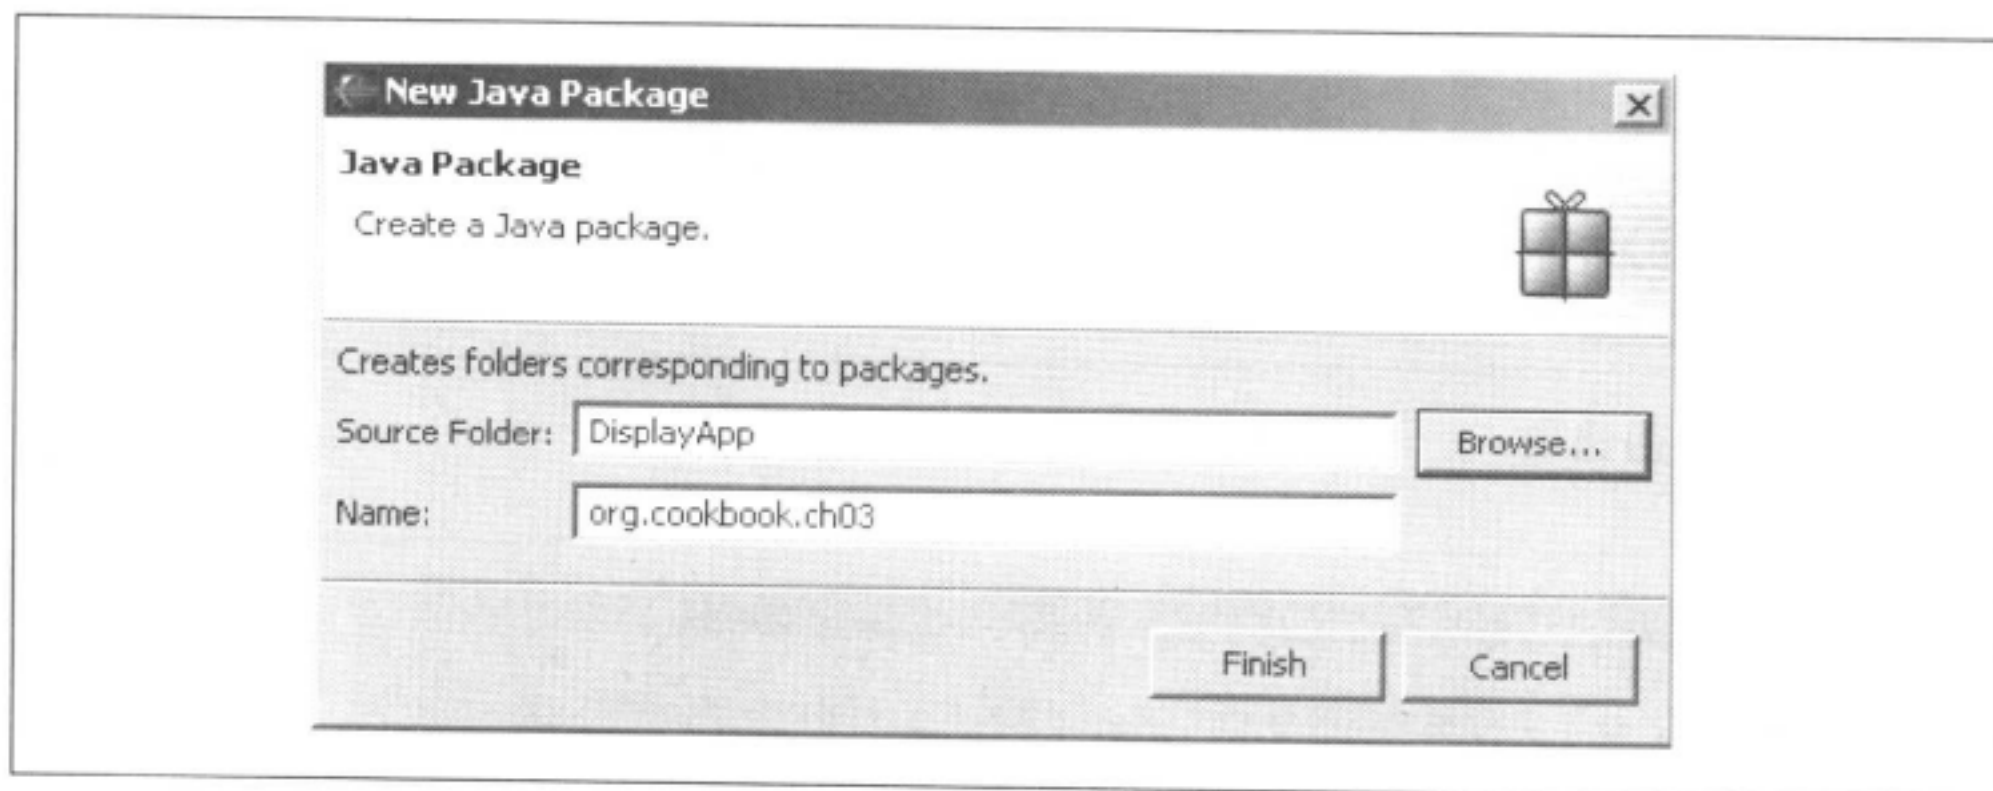 New Java Package
Java Package
Create a Java package.
Creates folders corresponding to packages.
Source Folder: DisplayApp Browse...
Name: org.cookbook.ch03
Finish Cancel